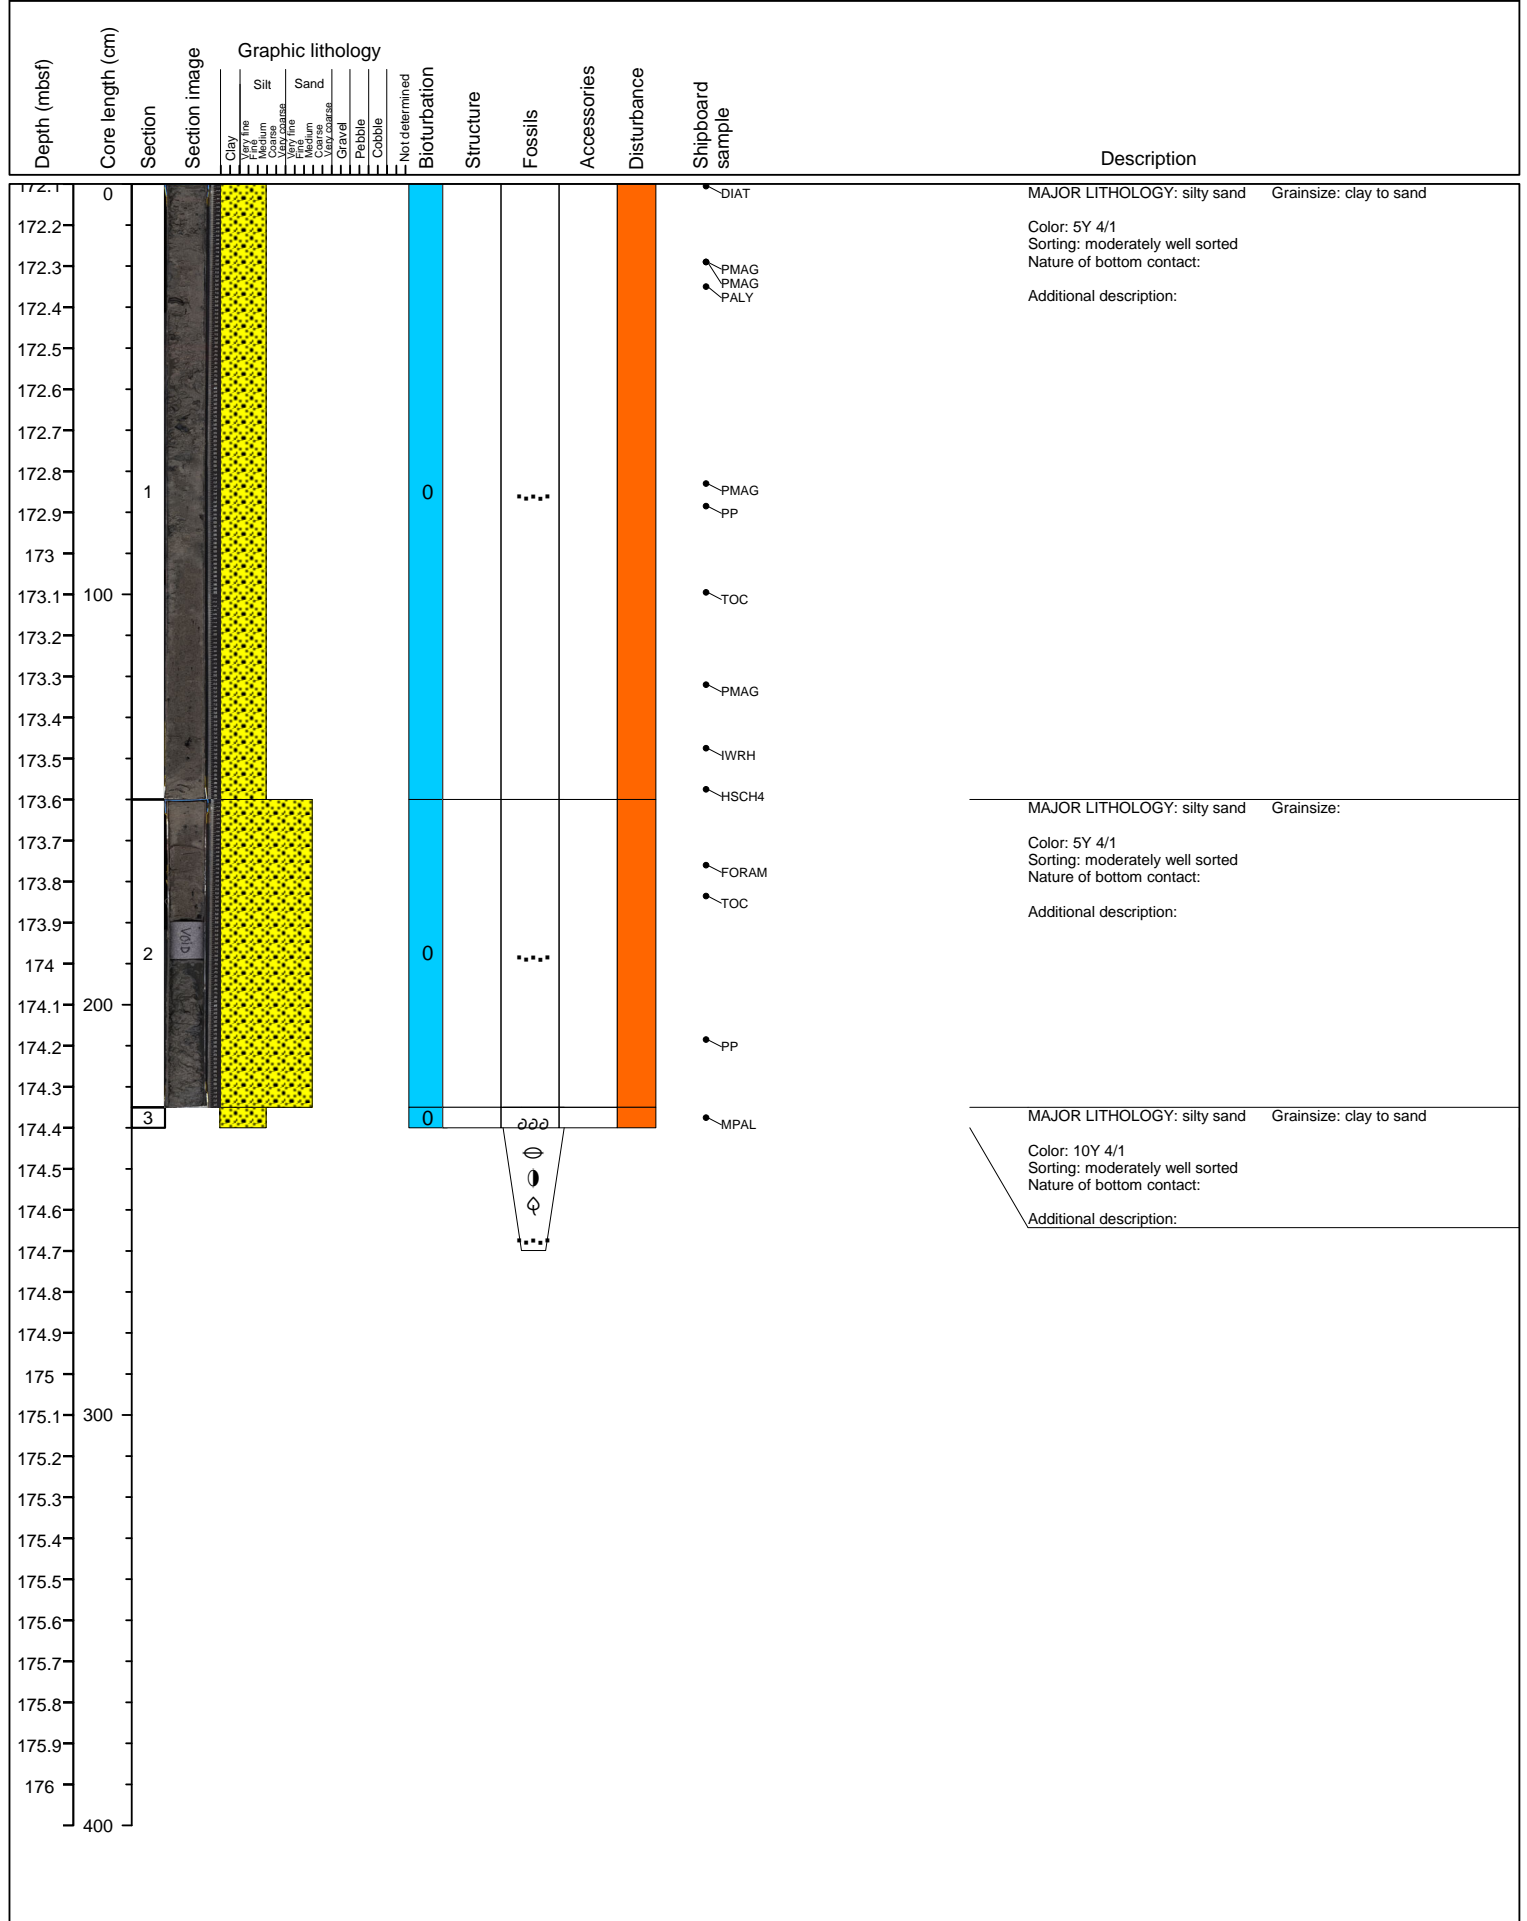 Depth (mbsf)
Core length (cm)
Section
Section image
Graphic lithology
Clay
Silt
Very fine
Fine
Medium
Coarse
Very coarse
Sand
Very fine
Fine
Medium
Coarse
Very coarse
Gravel
Pebble
Cobble
Not determined
Bioturbation
Structure
Fossils
Accessories
Disturbance
Shipboard
sample
Description
172.1
172.2
172.3
172.4
172.5
172.6
172.7
172.8
172.9
173
173.1
173.2
173.3
173.4
173.5
173.6
173.7
173.8
173.9
174
174.1
174.2
174.3
174.4
174.5
174.6
174.7
174.8
174.9
175
175.1
175.2
175.3
175.4
175.5
175.6
175.7
175.8
175.9
176
0
100
200
300
400
1
2
3
VOID
0
0
0
DIAT
PMAG
PMAG
PALY
PMAG
PP
TOC
PMAG
IWRH
HSCH4
FORAM
TOC
PP
MPAL
MAJOR LITHOLOGY: silty sand Grainsize: clay to sand
Color: 5Y 4/1
Sorting: moderately well sorted
Nature of bottom contact:
Additional description:
MAJOR LITHOLOGY: silty sand Grainsize:
Color: 5Y 4/1
Sorting: moderately well sorted
Nature of bottom contact:
Additional description:
MAJOR LITHOLOGY: silty sand Grainsize: clay to sand
Color: 10Y 4/1
Sorting: moderately well sorted
Nature of bottom contact:
Additional description: